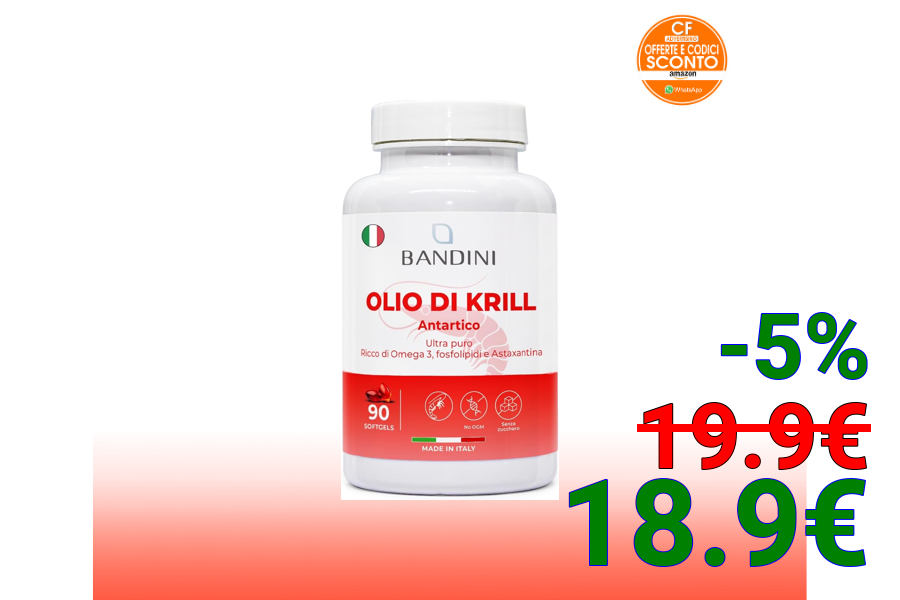 CF
ADVERTISING
OFFERTE E CODICI
SCONTO
amazon
WhatsApp
BANDINI
OLIO DI KRILL
Antartico
Ultra puro
Ricco di Omega 3, fosfolipidi e Astaxantina
90
SOFTGELS
No OGM
Senza
zucchero
MADE IN ITALY
-5%
19.9€
18.9€